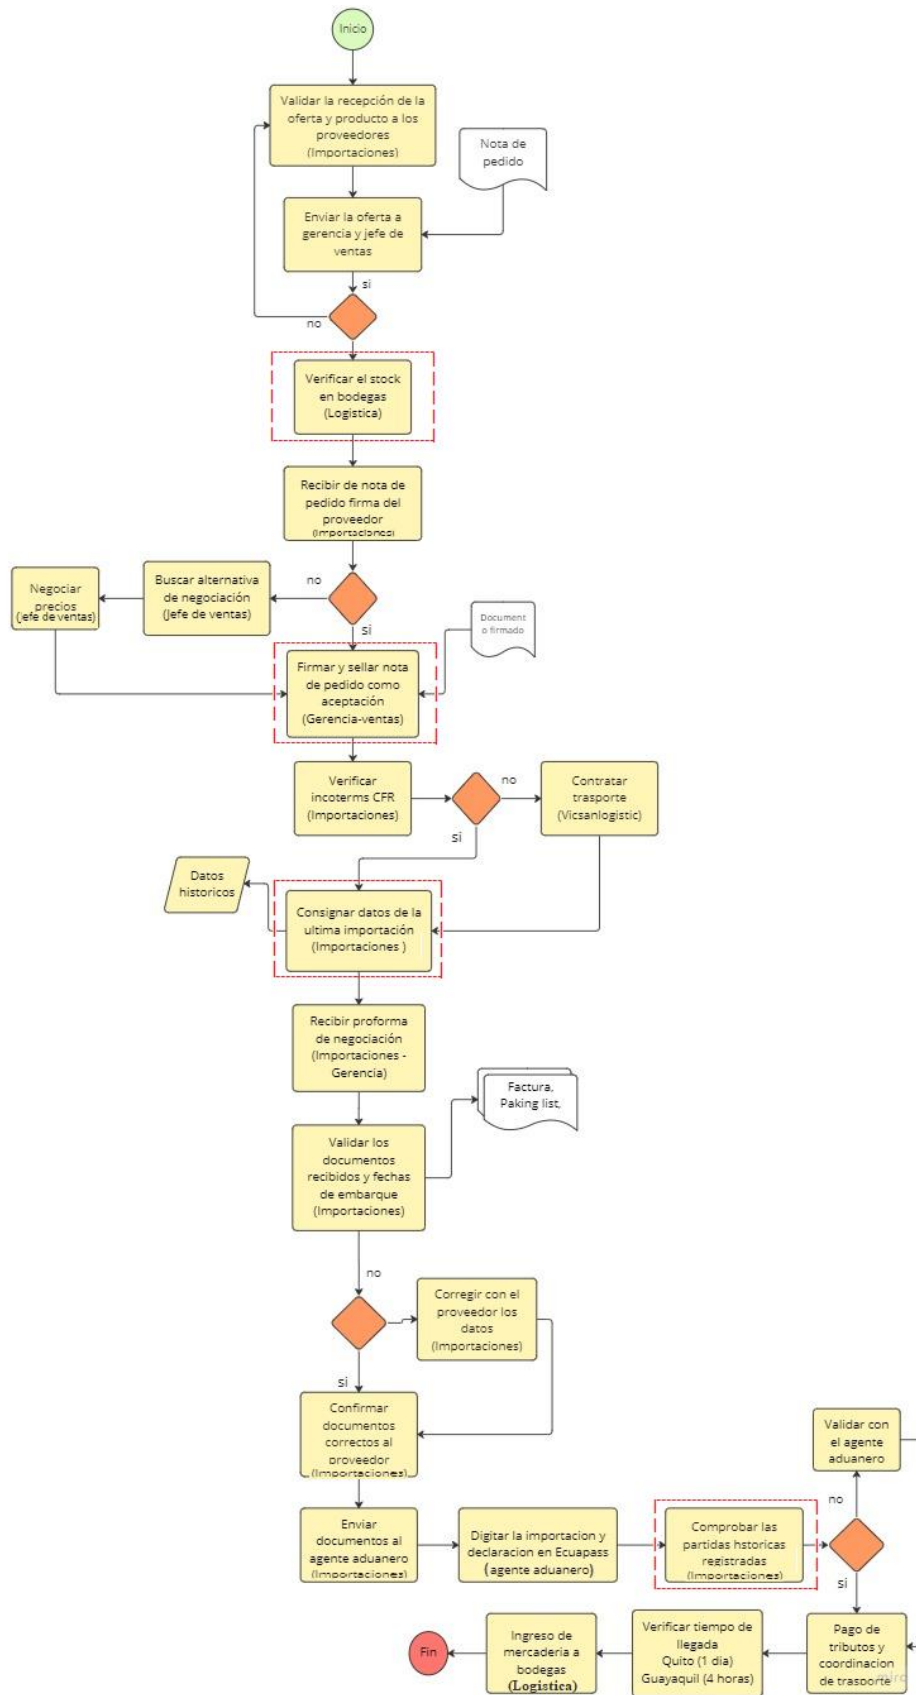 Inicio
Validar la recepción de la
oferta y producto a los
proveedores
(Importaciones)
Nota de
pedido
Enviar la oferta a
gerencia y jefe de
ventas
si
no
Verificar el stock
en bodegas
(Logistica)
Recibir de nota de
pedido firma del
proveedor
(Importaciones)
no
Buscar alternativa
de negociación
(Jefe de ventas)
Negociar
precios
(jefe de ventas)
si
Document
o firmado
Firmar y sellar nota
de pedido como
aceptación
(Gerencia-ventas)
Verificar
incoterms CFR
(Importaciones)
no
Contratar
trasporte
(Vicsanlogistic)
si
Datos
historicos
Consignar datos de la
ultima importación
(Importaciones )
Recibir proforma
de negociación
(Importaciones -
Gerencia)
Factura,
Paking list,
Validar los
documentos
recibidos y fechas
de embarque
(Importaciones)
no
Corregir con el
proveedor los
datos
(Importaciones)
si
Confirmar
documentos
correctos al
proveedor
(Importaciones)
Validar con
el agente
aduanero
no
Enviar
documentos al
agente aduanero
(Importaciones)
Digitar la importacion y
declaracion en Ecuapass
(agente aduanero)
Comprobar las
partidas hstoricas
registradas
(Importaciones)
si
Pago de
tributos y
coordinacion
de trasporte
Verificar tiempo de
llegada
Quito (1 dia)
Guayaquil (4 horas)
Ingreso de
mercaderia a
bodegas
(Logistica)
Fin
miro